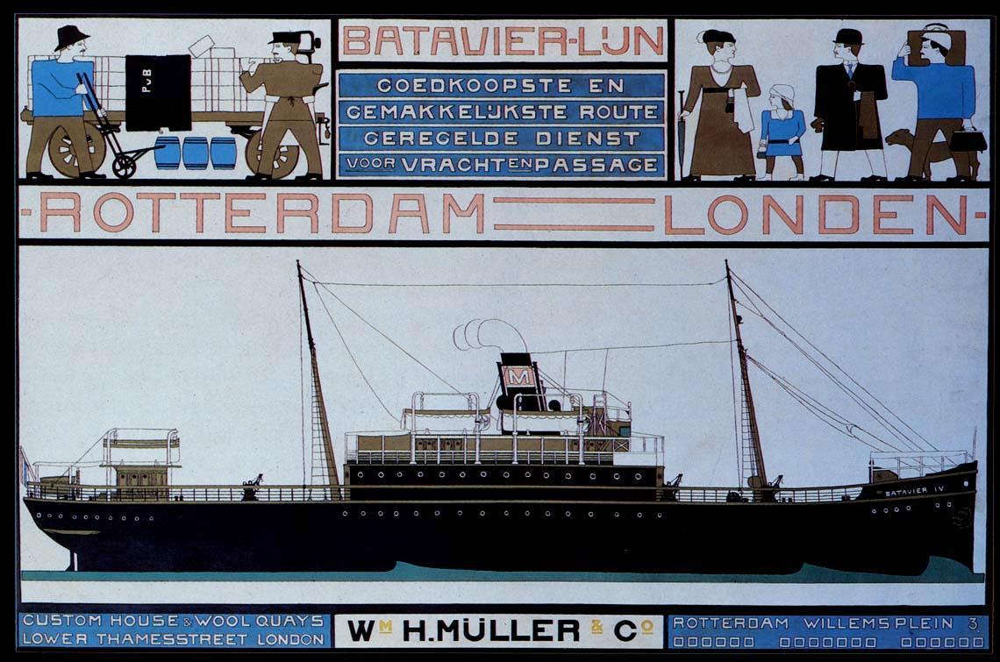 PvB
BATAVIER-LIJN
GOEDKOOPSTE EN
GEMAKKELIJKSTE ROUTE
GEREGELDE DIENST
VOOR VRACHT EN PASSAGE
-ROTTERDAM=LONDEN-
M
BATAVIER IV
CUSTOM HOUSE & WOOL QUAYS
LOWER THAMESSTREET LONDON
WM H. MÜLLER & CO
ROTTERDAM WILLEMSPLEIN 3